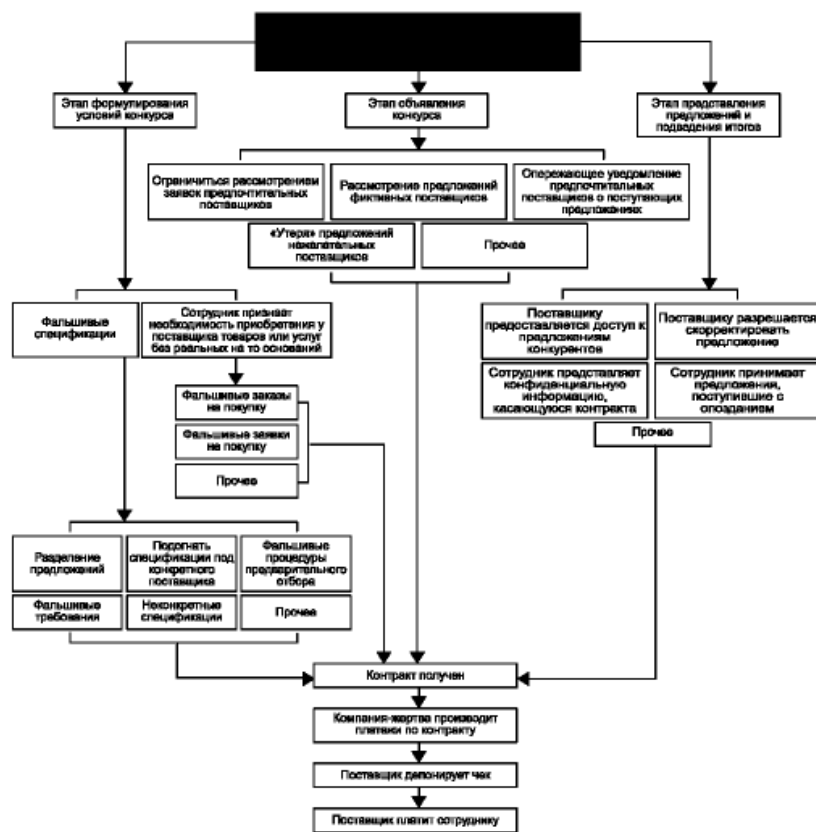 Этап формулирования
условий конкурса
Этап объявления
конкурса
Этап представления
предложений и
подведения итогов
Ограничиться рассмотрением
заявок предпочтительных
поставщиков
Рассмотрение предложений
фиктивных поставщиков
Опережающее уведомление
предпочтительных
поставщиков о поступающих
предложениях
«Утеря» предложений
нежелательных
поставщиков
Прочее
Фальшивые
спецификации
Сотрудник признает
необходимость приобретения у
поставщика товаров или услуг
без реальных на то оснований
Поставщику
предоставляется доступ к
предложениям
конкурентов
Поставщику разрешается
скорректировать
предложение
Сотрудник представляет
конфиденциальную
информацию,
касающуюся контракта
Сотрудник принимает
предложения,
поступившие с
опозданием
Прочее
Фальшивые заказы
на покупку
Фальшивые заявки
на покупку
Прочее
Разделение
предложений
Подогнать
спецификации под
конкретного
поставщика
Фальшивые
процедуры
предварительного
отбора
Фальшивые
требования
Неконкретные
спецификации
Прочее
Контракт получен
Компания-жертва производит
платежи по контракту
Поставщик депонирует чек
Поставщик платит сотруднику